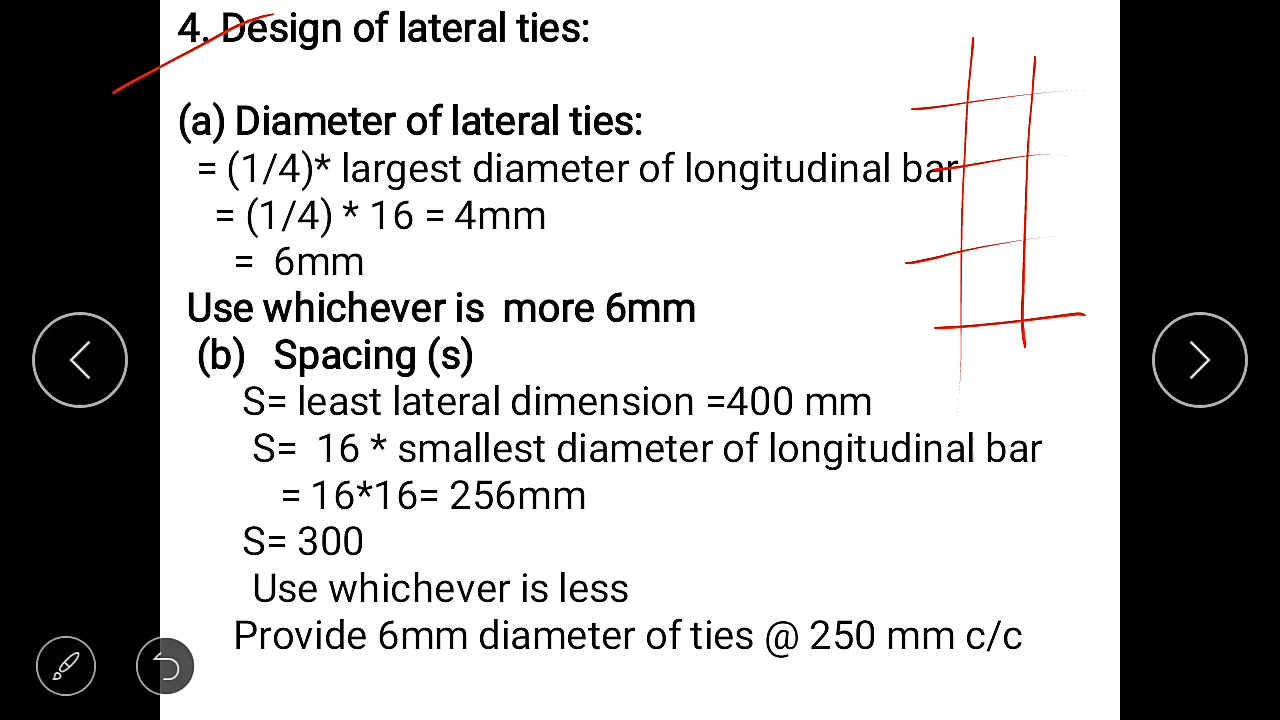 4. Design of lateral ties:
(a) Diameter of lateral ties:
= (1/4)* largest diameter of longitudinal bar
= (1/4) * 16 = 4mm
= 6mm
Use whichever is more 6mm
(b) Spacing (s)
S= least lateral dimension =400 mm
S= 16 * smallest diameter of longitudinal bar
= 16*16= 256mm
S= 300
Use whichever is less
Provide 6mm diameter of ties @ 250 mm c/c